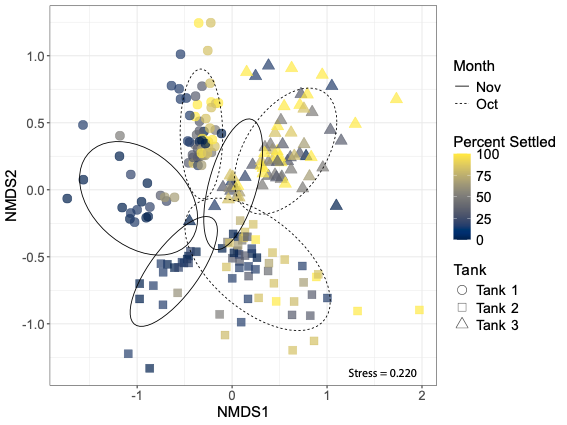 Month
Nov
Oct
Percent Settled
100
75
50
25
0
Tank
Tank 1
Tank 2
Tank 3
NMDS2
1.0
0.5
0.0
-0.5
-1.0
Stress = 0.220
-1 0 1 2
NMDS1